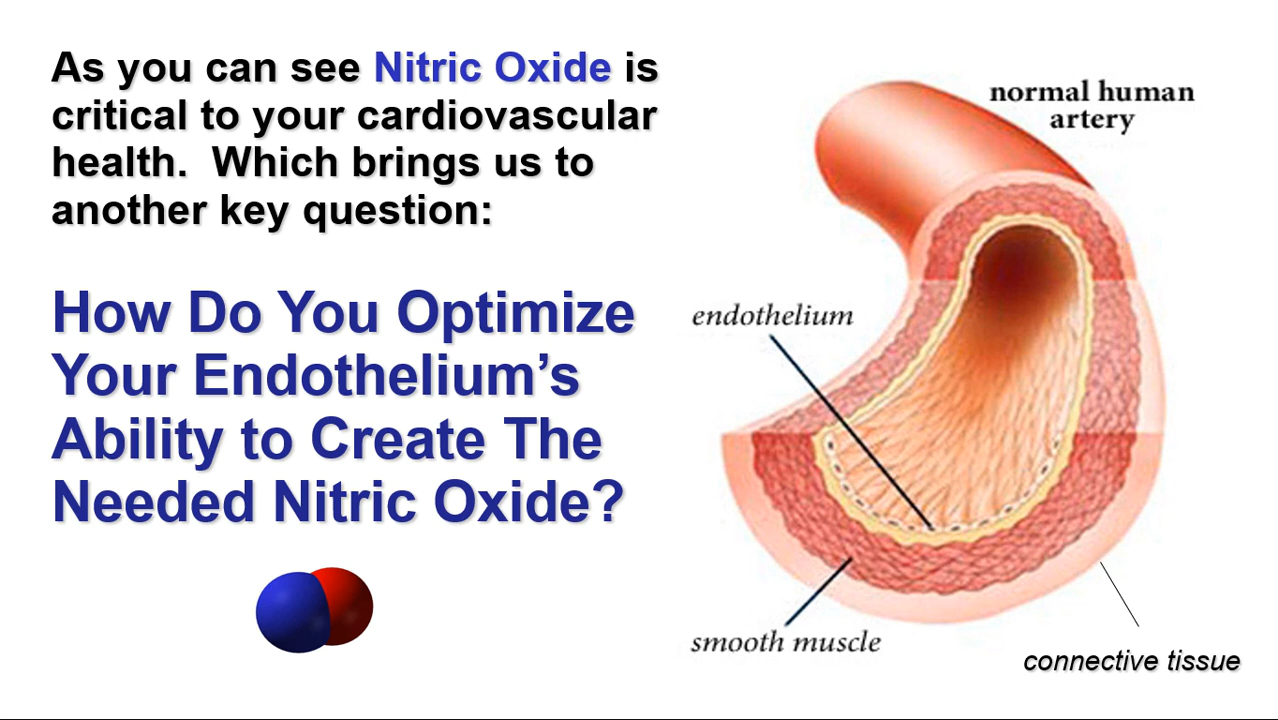 As you can see Nitric Oxide is
critical to your cardiovascular
health.  Which brings us to
another key question:
How Do You Optimize
Your Endothelium’s
Ability to Create The
Needed Nitric Oxide?
normal human
artery
endothelium
smooth muscle
connective tissue